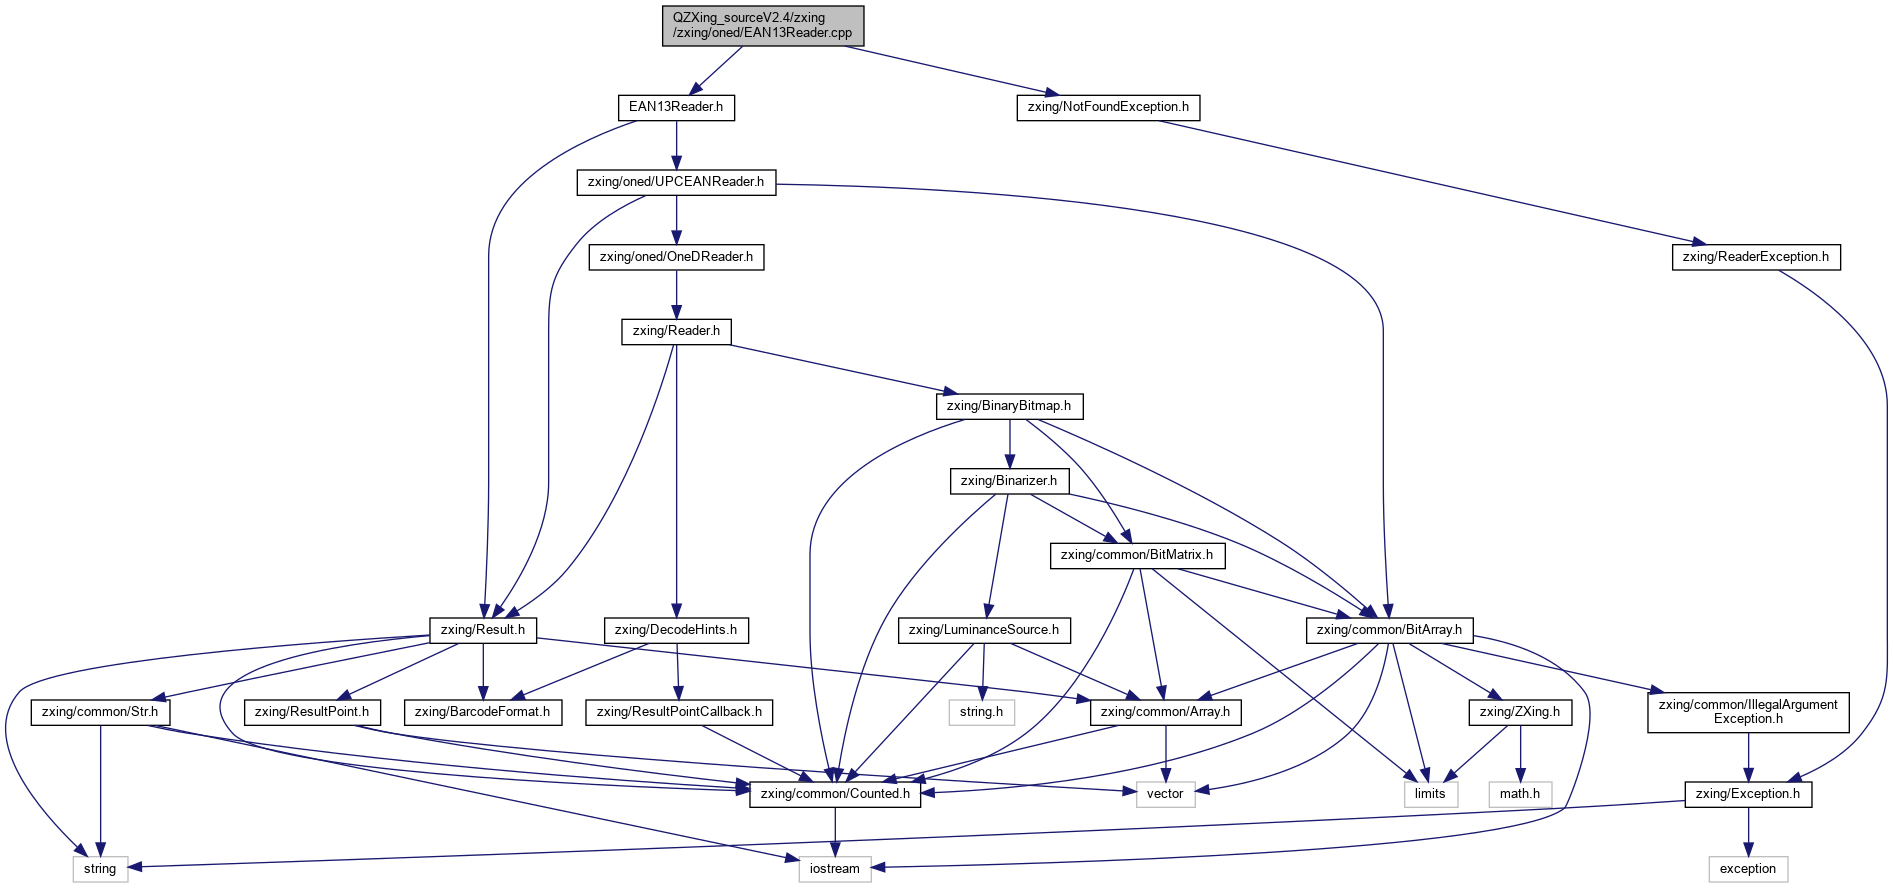 QZXing_sourceV2.4/zxing
/zxing/oned/EAN13Reader.cpp
EAN13Reader.h
zxing/NotFoundException.h
zxing/oned/UPCEANReader.h
zxing/oned/OneDReader.h
zxing/ReaderException.h
zxing/Reader.h
zxing/BinaryBitmap.h
zxing/Binarizer.h
zxing/common/BitMatrix.h
zxing/Result.h
zxing/DecodeHints.h
zxing/LuminanceSource.h
zxing/common/BitArray.h
zxing/common/Str.h
zxing/ResultPoint.h
zxing/BarcodeFormat.h
zxing/ResultPointCallback.h
string.h
zxing/common/Array.h
zxing/ZXing.h
zxing/common/IllegalArgument
Exception.h
zxing/common/Counted.h
vector
limits
math.h
zxing/Exception.h
string
iostream
exception